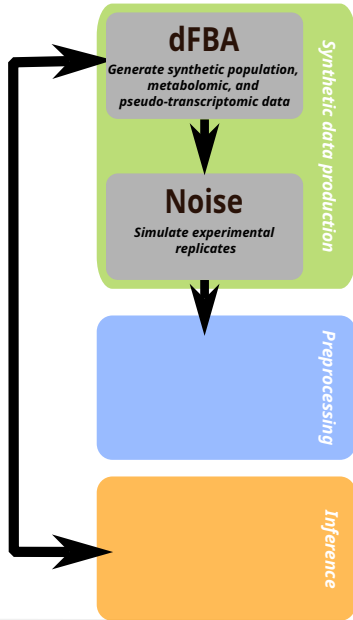 dFBA
Generate synthetic population,
metabolomic, and
pseudo-transcriptomic data
Synthetic data production
Noise
Simulate experimental
replicates
Preprocessing
Inference